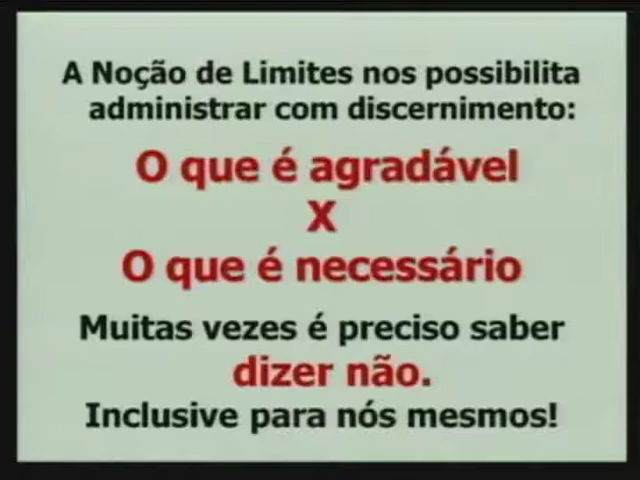 A Noção de Limites nos possibilita
administrar com discernimento:
O que é agradável
X
O que é necessário
Muitas vezes é preciso saber
dizer não.
Inclusive para nós mesmos!